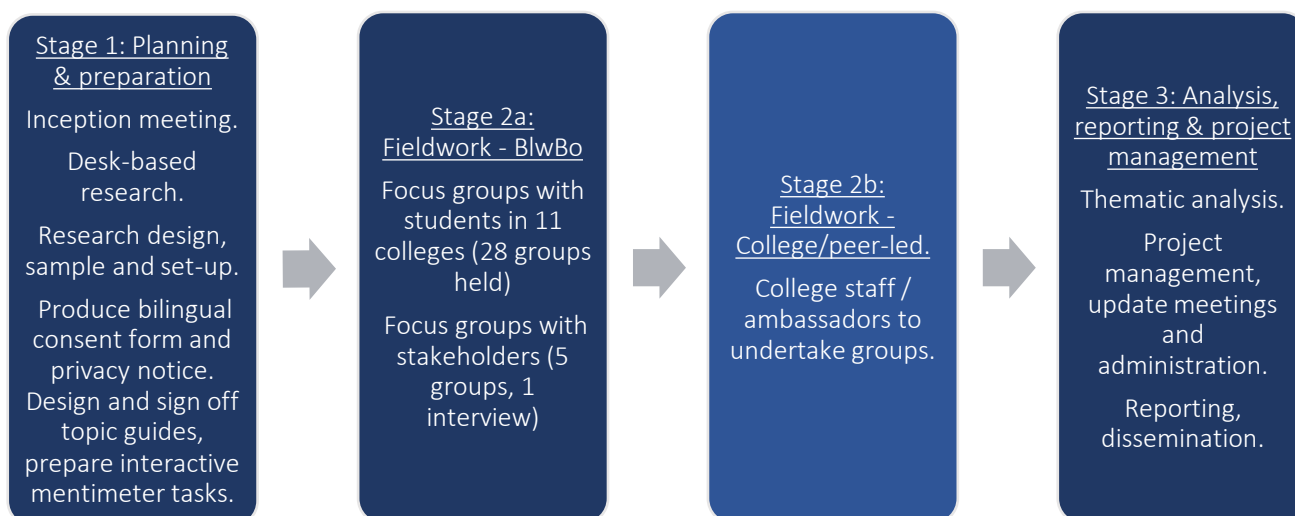 Stage 1: Planning
& preparation
Inception meeting.
Desk-based
research.
Research design,
sample and set-up.
Produce bilingual
consent form and
privacy notice.
Design and sign off
topic guides,
prepare interactive
mentimeter tasks.
Stage 2a:
Fieldwork - BlwBo
Focus groups with
students in 11
colleges (28 groups
held)
Focus groups with
stakeholders (5
groups, 1
interview)
Stage 2b:
Fieldwork -
College/peer-led.
College staff /
ambassadors to
undertake groups.
Stage 3: Analysis,
reporting & project
management
Thematic analysis.
Project
management,
update meetings
and
administration.
Reporting,
dissemination.